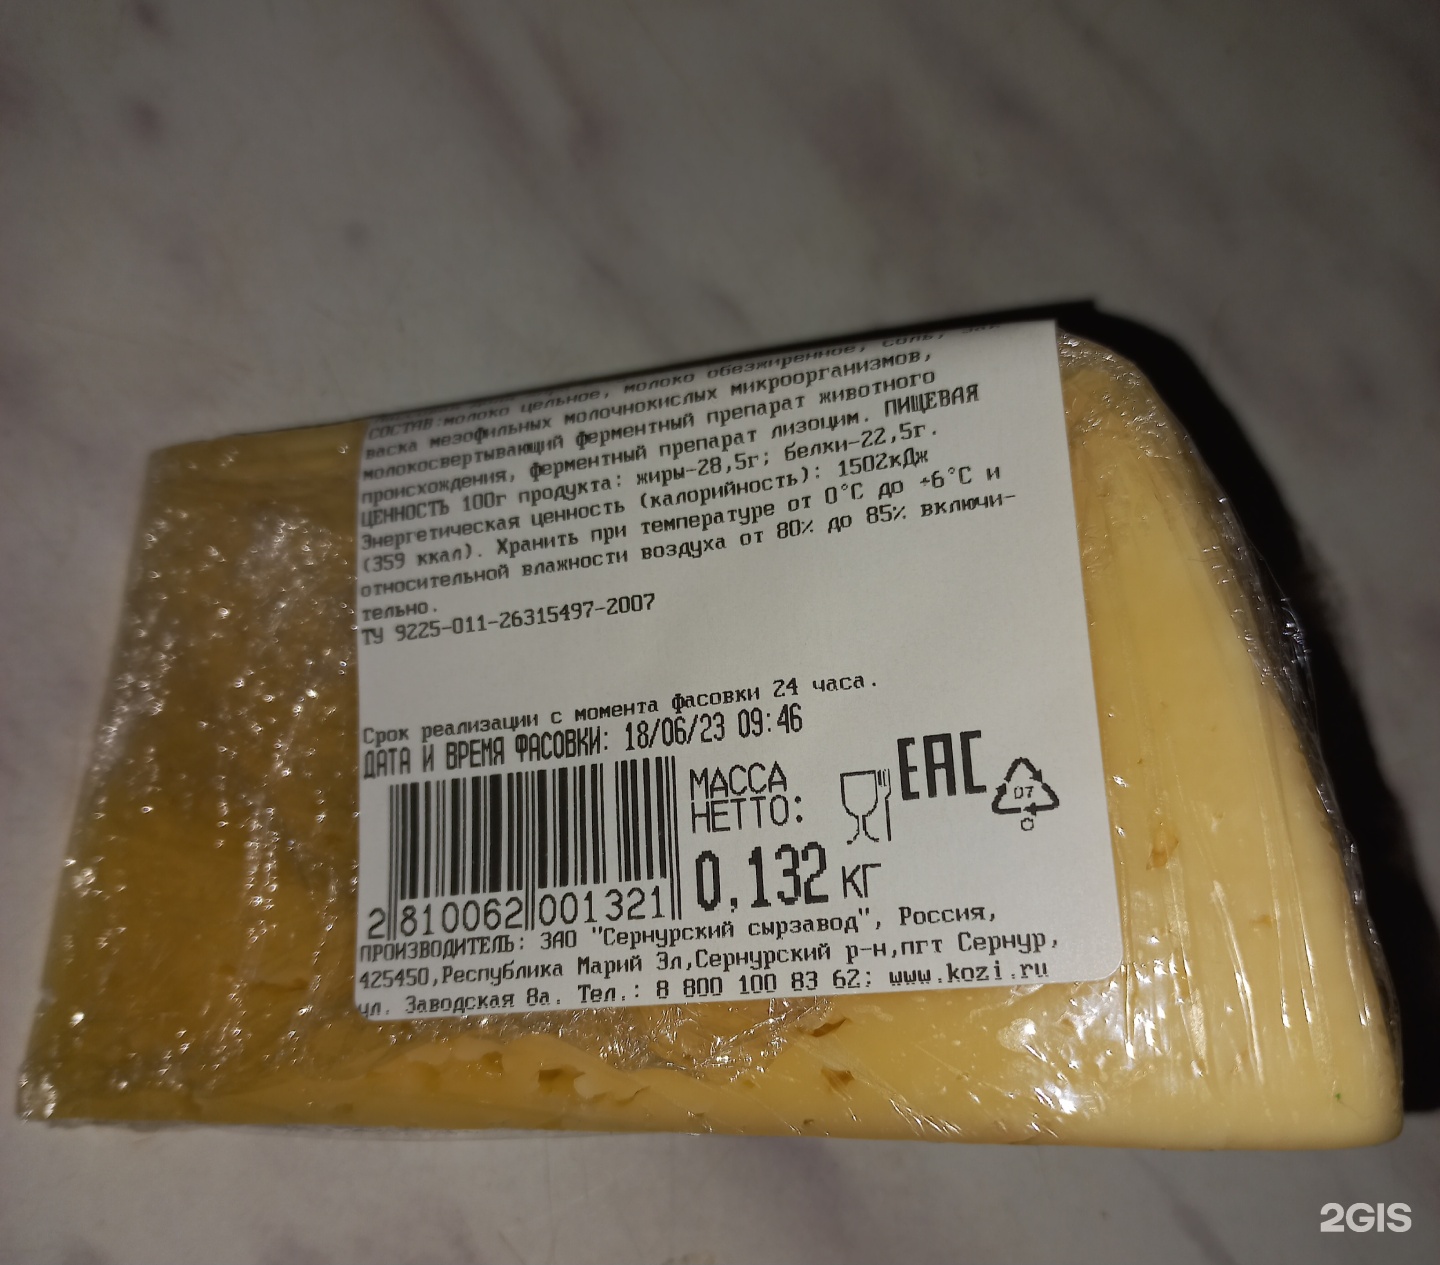 СОСТАВ:молоко цельное, молоко обезжиренное, соль, зак-
васка мезофильных молочнокислых микроорганизмов,
молокосвертывающий ферментный препарат животного
происхождения, ферментный препарат лизоцим. ПИЩЕВАЯ
ЦЕННОСТЬ 100г продукта: жиры-28,5г; белки-22,5г.
Энергетическая ценность (калорийность): 1502кДж
(359 ккал). Хранить при температуре от 0°С до +6°С и
относительной влажности воздуха от 80% до 85% включи-
тельно.
ТУ 9225-011-26315497-2007
Срок реализации с момента фасовки 24 часа.
ДАТА И ВРЕМЯ ФАСОВКИ: 18/06/23 09:46
МАССА
НЕТТО:
0,132 кг
EAC
07
2 810062 001321
ПРОИЗВОДИТЕЛЬ: ЗАО "Сернурский сырзавод", Россия,
425450,Республика Марий Эл,Сернурский р-н,пгт Сернур,
ул. Заводская 8а. Тел.: 8 800 100 83 62; www.kozi.ru
2GIS